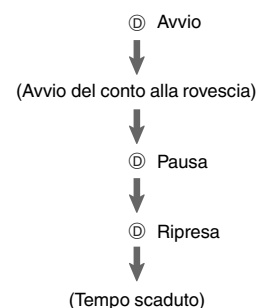 Ⓓ Avvio
(Avvio del conto alla rovescia)
Ⓓ Pausa
Ⓓ Ripresa
(Tempo scaduto)